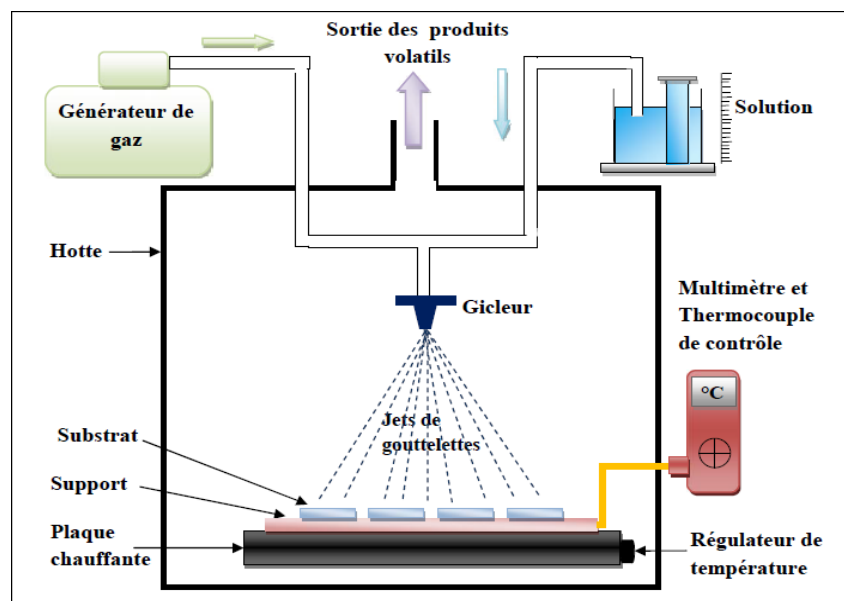 Sortie des produits
volatils
Générateur de
gaz
Solution
Hotte
Gicleur
Multimètre et
Thermocouple
de contrôle
°C
Jets de
gouttelettes
Substrat
Support
Plaque
chauffante
Régulateur de
température